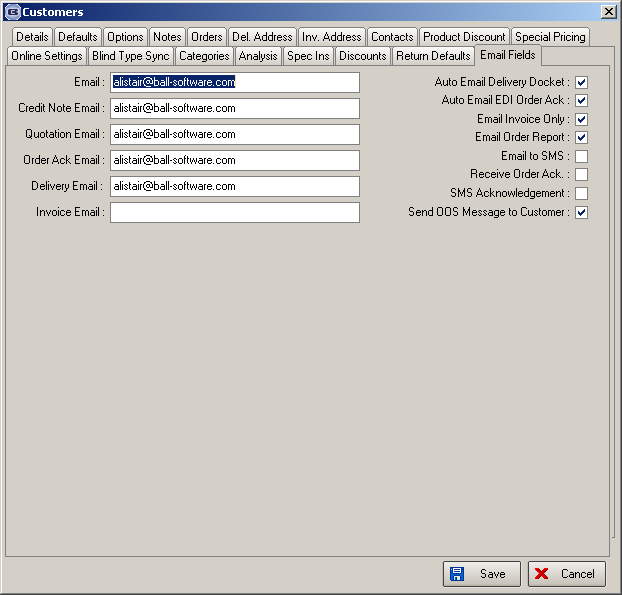 Customers
Details Defaults Options Notes Orders Del. Address Inv. Address Contacts Product Discount Special Pricing
Online Settings Blind Type Sync Categories Analysis Spec Ins Discounts Return Defaults Email Fields
Email : alistair@ball-software.com
Credit Note Email : alistair@ball-software.com
Quotation Email : alistair@ball-software.com
Order Ack Email : alistair@ball-software.com
Delivery Email : alistair@ball-software.com
Invoice Email :
Auto Email Delivery Docket :
Auto Email EDI Order Ack :
Email Invoice Only :
Email Order Report :
Email to SMS :
Receive Order Ack. :
SMS Acknowledgement :
Send OOS Message to Customer :
Save Cancel